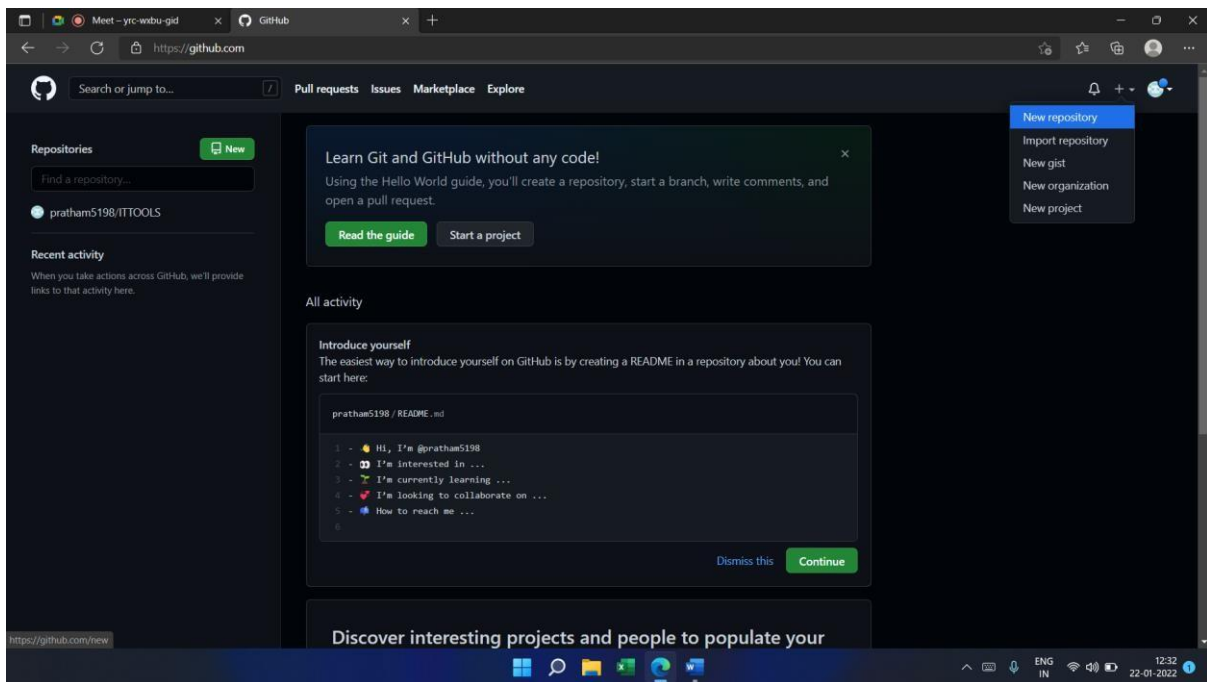 Meet – yrc-wxbu-gid
GitHub
https://github.com
Search or jump to...
/
Pull requests Issues Marketplace Explore
New repository
Import repository
New gist
New organization
New project
Repositories
New
Find a repository...
pratham5198/ITTOOLS
Recent activity
When you take actions across GitHub, we'll provide
links to that activity here.
Learn Git and GitHub without any code!
Using the Hello World guide, you'll create a repository, start a branch, write comments, and
open a pull request.
Read the guide
Start a project
All activity
Introduce yourself
The easiest way to introduce yourself on GitHub is by creating a README in a repository about you! You can
start here:
pratham5198 / README.md
1 - 👋 Hi, I'm @pratham5198
2 - 👀 I'm interested in ...
3 - 🌱 I'm currently learning ...
4 - 💞️ I'm looking to collaborate on ...
5 - 📫 How to reach me ...
6
Dismiss this
Continue
Discover interesting projects and people to populate your
https://github.com/new
ENG
IN
12:32
22-01-2022
1